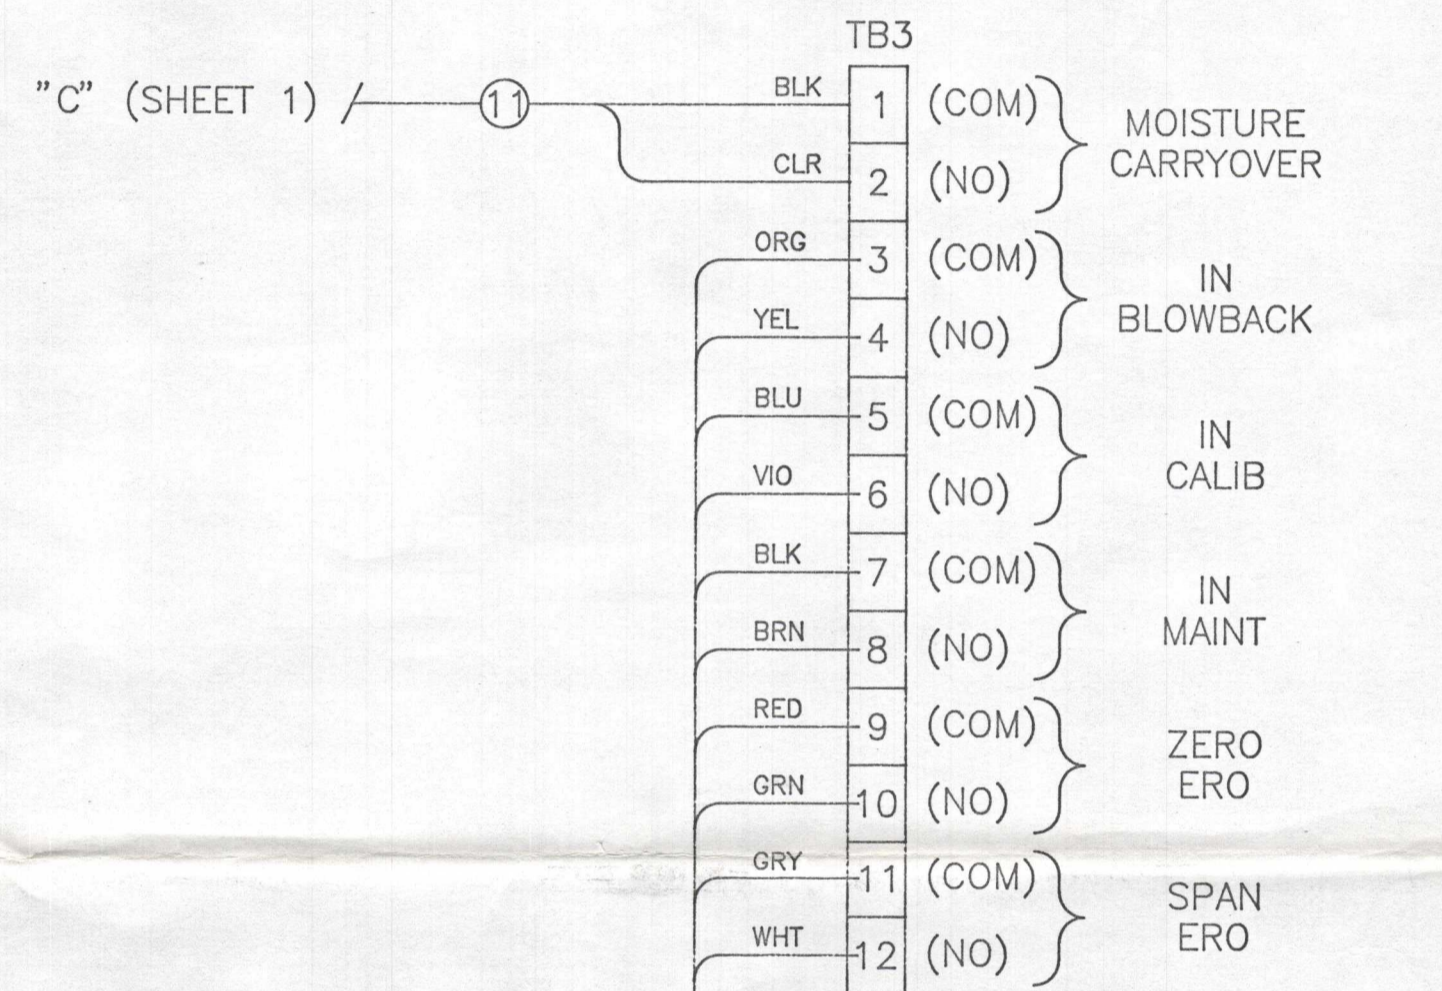 TB3
"C" (SHEET 1)
11
BLK 1 (COM)
CLR 2 (NO)
MOISTURE
CARRYOVER
ORG 3 (COM)
YEL 4 (NO)
IN
BLOWBACK
BLU 5 (COM)
VIO 6 (NO)
IN
CALIB
BLK 7 (COM)
BRN 8 (NO)
IN
MAINT
RED 9 (COM)
GRN 10 (NO)
ZERO
ERO
GRY 11 (COM)
WHT 12 (NO)
SPAN
ERO